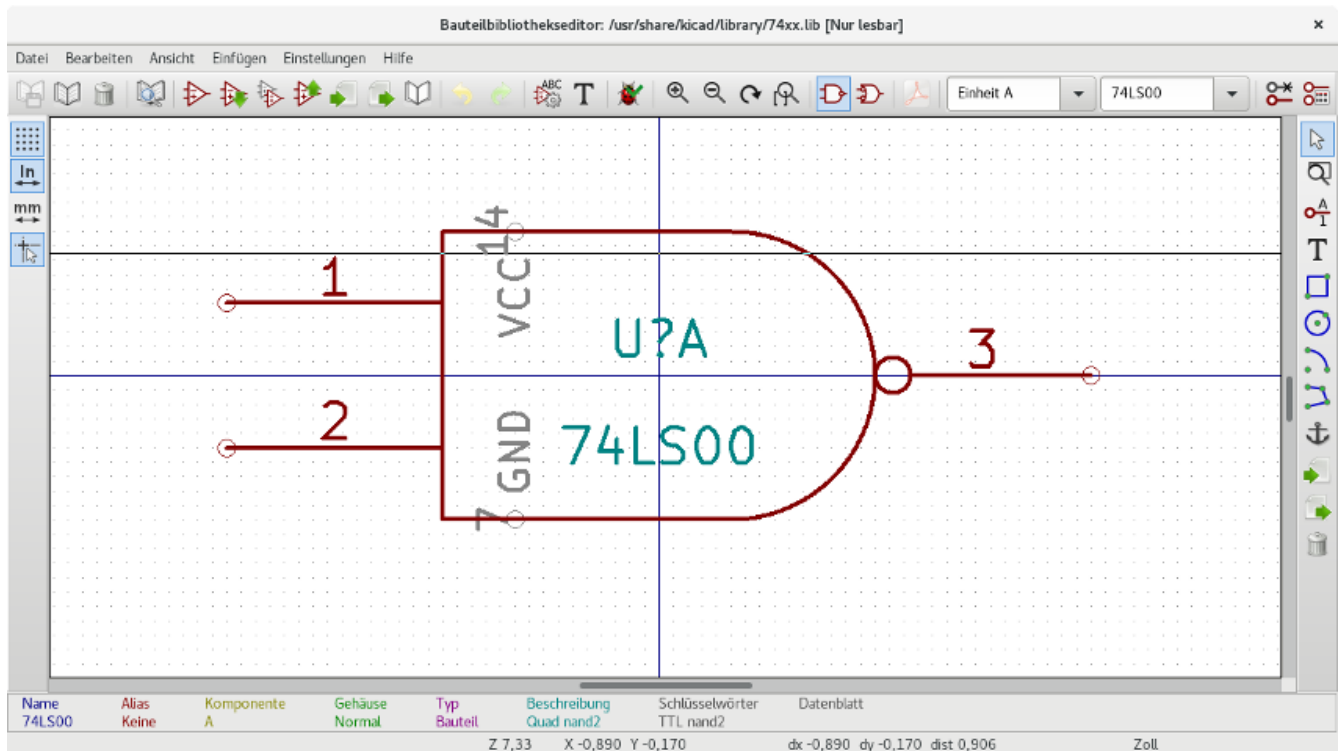 Bauteilbibliothekseditor: /usr/share/kicad/library/74xx.lib [Nur lesbar]
Datei Bearbeiten Ansicht Einfügen Einstellungen Hilfe
ABC T Einheit A 74LS00
In
mm
A
1
T
14
VCC
1
U?A
3
2
GND
74LS00
7
Name Alias Komponente Gehäuse Typ Beschreibung Schlüsselwörter Datenblatt
74LS00 Keine A Normal Bauteil Quad nand2 TTL nand2
Z 7,33 X -0,890 Y -0,170 dx -0,890 dy -0,170 dist 0,906 Zoll